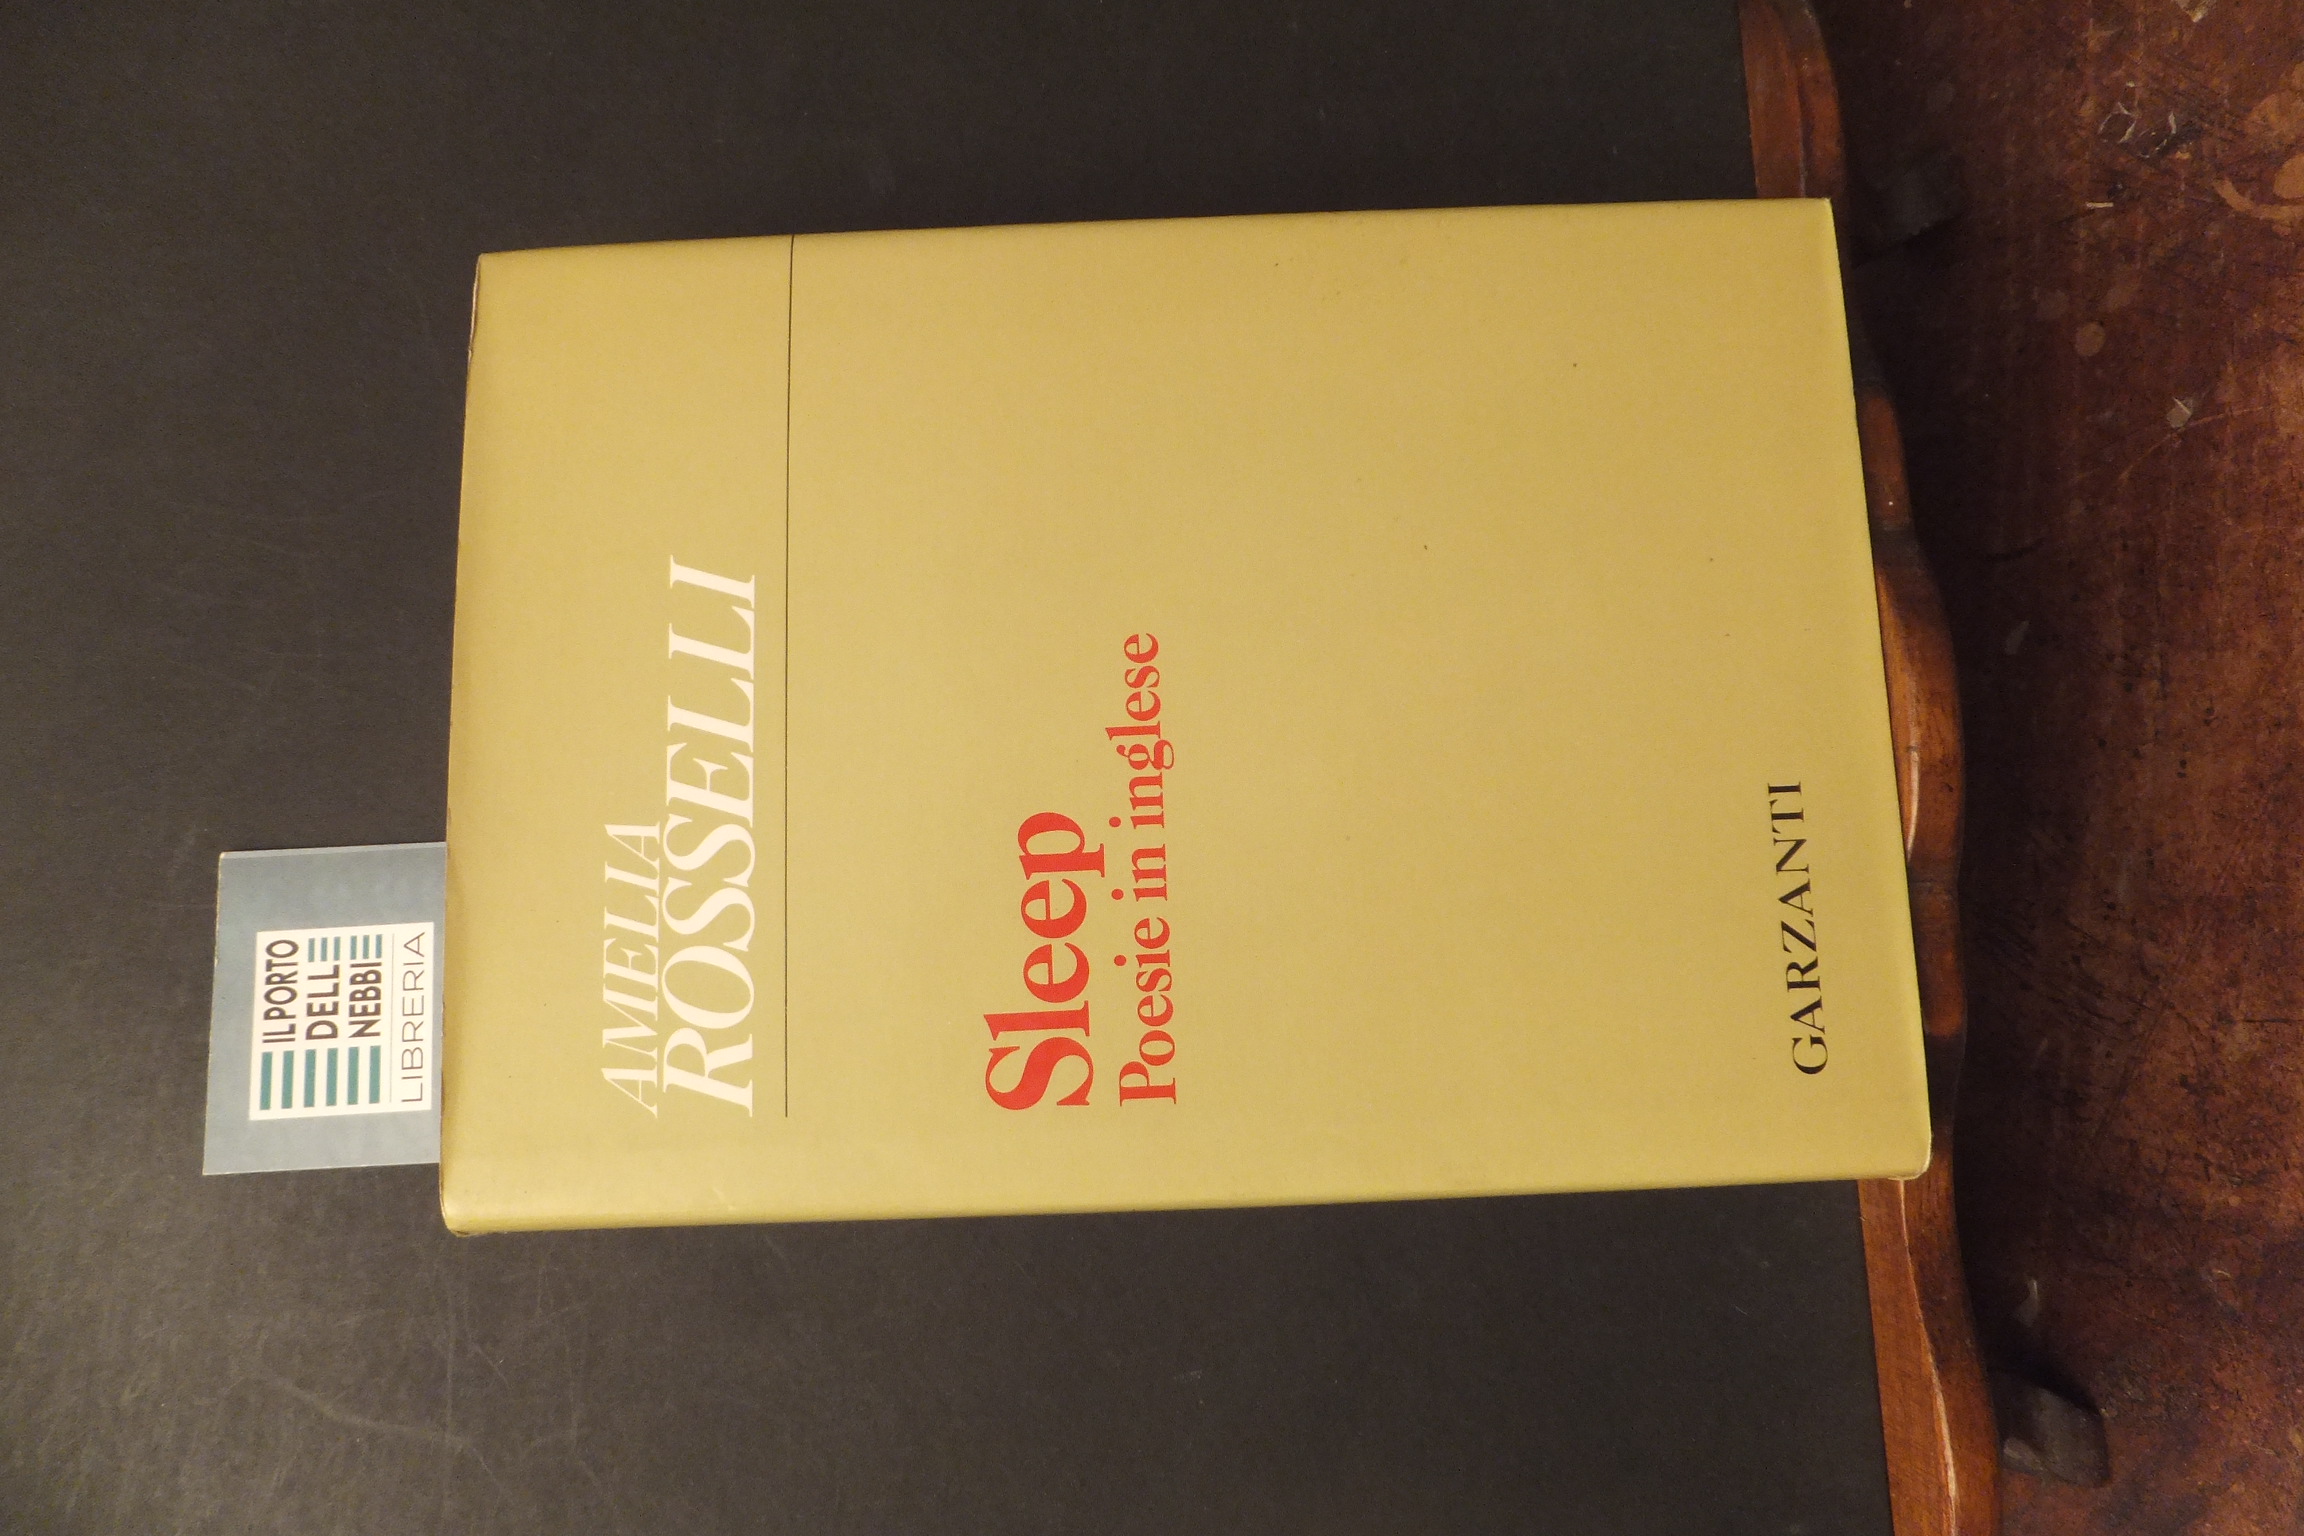 IL PORTO
DELLE
NEBBIE
LIBRERIA
AMELIA
ROSSELLI
Sleep
Poesie in inglese
GARZANTI